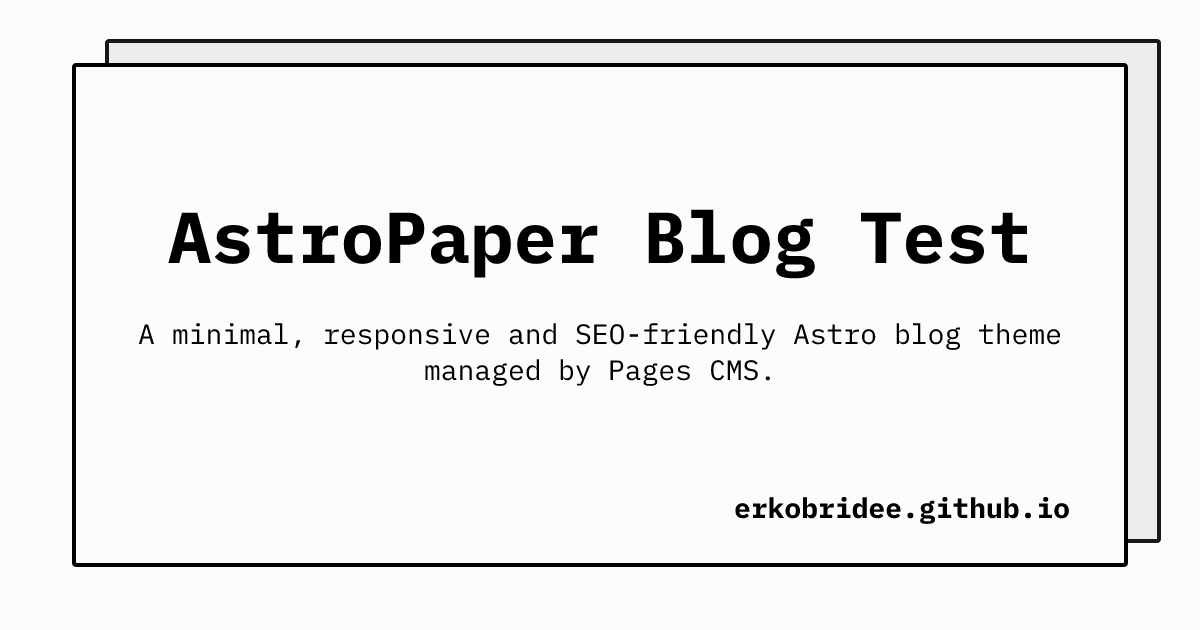 AstroPaper Blog Test
A minimal, responsive and SEO-friendly Astro blog theme
managed by Pages CMS.
erkobridee.github.io